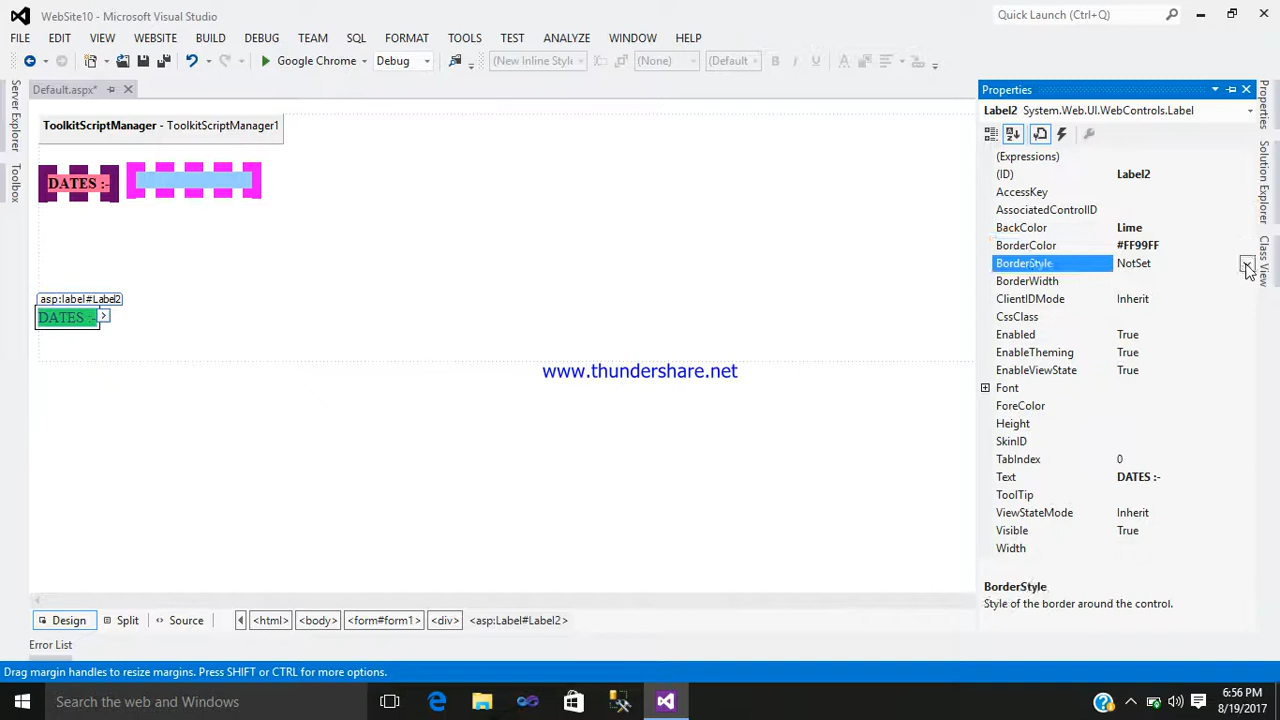 WebSite10 - Microsoft Visual Studio
Quick Launch (Ctrl+Q)
FILE EDIT VIEW WEBSITE BUILD DEBUG TEAM SQL FORMAT TOOLS TEST ANALYZE WINDOW HELP
Google Chrome Debug (New Inline Style (None) (Default B I U A
Default.aspx*
Server Explorer
Toolbox
ToolkitScriptManager - ToolkitScriptManager1
DATES :-
asp:label#Label2
DATES :-
www.thundershare.net
Properties
Label2 System.Web.UI.WebControls.Label
(Expressions)
(ID) Label2
AccessKey
AssociatedControlID
BackColor Lime
BorderColor #FF99FF
BorderStyle NotSet
BorderWidth
ClientIDMode Inherit
CssClass
Enabled True
EnableTheming True
EnableViewState True
Font
ForeColor
Height
SkinID
TabIndex 0
Text DATES :-
ToolTip
ViewStateMode Inherit
Visible True
Width
BorderStyle
Style of the border around the control.
Properties
Solution Explorer
Class View
Design Split Source <html> <body> <form#form1> <div> <asp:Label#Label2>
Error List
Drag margin handles to resize margins. Press SHIFT or CTRL for more options.
Search the web and Windows
6:56 PM
8/19/2017